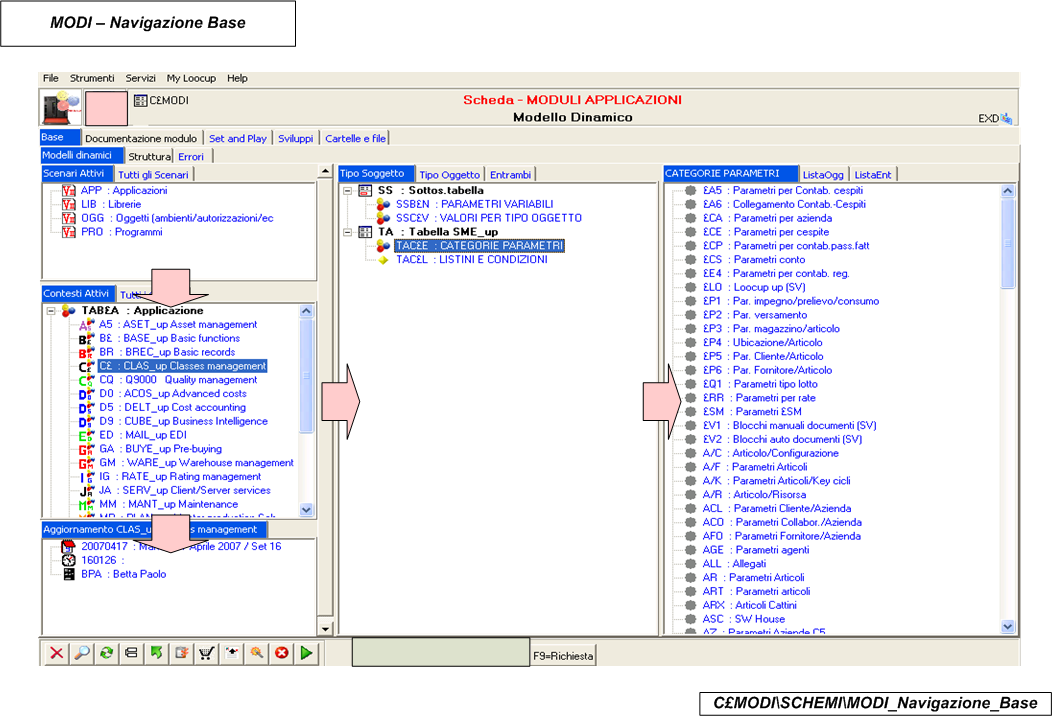 MODI – Navigazione Base
File Strumenti Servizi My Loocup Help
C£MODI
Scheda - MODULI APPLICAZIONI
Modello Dinamico
EXD
Base Documentazione modulo Set and Play Sviluppi Cartelle e file
Modelli dinamici Struttura Errori
Scenari Attivi Tutti gli Scenari
APP : Applicazioni
LIB : Librerie
OGG : Oggetti (ambienti/autorizzazioni/ec
PRO : Programmi
Contesti Attivi
TAB£A : Applicazione
A5 : ASET_up Asset management
B£ : BASE_up Basic functions
BR : BREC_up Basic records
C£ : CLAS_up Classes management
CQ : Q9000 Quality management
D0 : ACOS_up Advanced costs
D5 : DELT_up Cost accounting
D9 : CUBE_up Business Intelligence
ED : MAIL_up EDI
GA : BUYE_up Pre-buying
GM : WARE_up Warehouse management
IG : RATE_up Rating management
JA : SERV_up Client/Server services
MM : MANT_up Maintenance
Aggiornamento CLAS_u management
20070417 : Aprile 2007 / Set 16
160126 :
BPA : Betta Paolo
Tipo Soggetto Tipo Oggetto Entrambi
SS : Sottos.tabella
SSB£N : PARAMETRI VARIABILI
SSC£V : VALORI PER TIPO OGGETTO
TA : Tabella SME_up
TAC£E : CATEGORIE PARAMETRI
TAC£L : LISTINI E CONDIZIONI
CATEGORIE PARAMETRI ListaOgg ListaEnt
£A5 : Parametri per Contab. cespiti
£A6 : Collegamento Contab.-Cespiti
£CA : Parametri per azienda
£CE : Parametri per cespite
£CP : Parametri per contab.pass.fatt
£CS : Parametri conto
£E4 : Parametri per contab. reg.
£LO : Loocup up (SV)
£P1 : Par. impegno/prelievo/consumo
£P2 : Par. versamento
£P3 : Par. magazzino/articolo
£P4 : Ubicazione/Articolo
£P5 : Par. Cliente/Articolo
£P6 : Par. Fornitore/Articolo
£Q1 : Parametri tipo lotto
£RR : Parametri per rate
£SM : Parametri £SM
£V1 : Blocchi manuali documenti (SV)
£V2 : Blocchi auto documenti (SV)
A/C : Articolo/Configurazione
A/F : Parametri Articoli
A/K : Parametri Articoli/Key cicli
A/R : Articolo/Risorsa
ACL : Parametri Cliente/Azienda
ACO : Parametri Collabor./Azienda
AFO : Parametri Fornitore/Azienda
AGE : Parametri agenti
ALL : Allegati
AR : Parametri Articoli
ART : Parametri articoli
ARX : Articoli Cattini
ASC : SW House
AZ : Parametri Aziende C5
F9=Richiesta
C£MODI\SCHEMI\MODI_Navigazione_Base